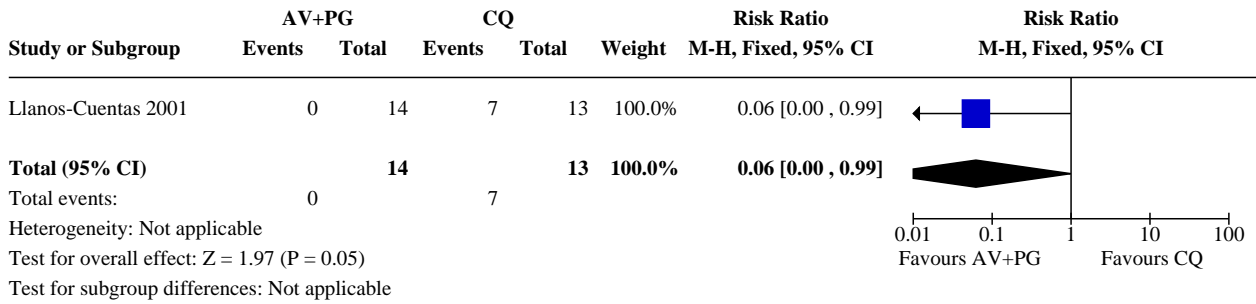 AV+PG CQ Risk Ratio Risk Ratio
Study or Subgroup Events Total Events Total Weight M-H, Fixed, 95% CI M-H, Fixed, 95% CI
Llanos-Cuentas 2001 0 14 7 13 100.0% 0.06 [0.00 , 0.99]
Total (95% CI) 14 13 100.0% 0.06 [0.00 , 0.99]
Total events: 0 7
Heterogeneity: Not applicable
0.01 0.1 1 10 100
Test for overall effect: Z = 1.97 (P = 0.05) Favours AV+PG Favours CQ
Test for subgroup differences: Not applicable